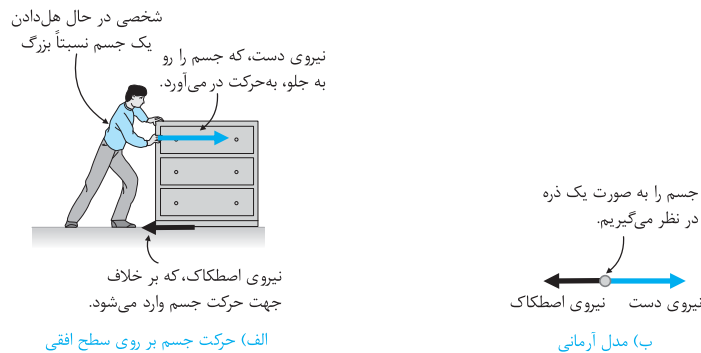 شخصی در حال هل‌دادن
یک جسم نسبتاً بزرگ
نیروی دست، که جسم را رو
به جلو، به‌حرکت در می‌آورد.
نیروی اصطکاک، که بر خلاف
جهت حرکت جسم وارد می‌شود.
الف) حرکت جسم بر روی سطح افقی
جسم را به صورت یک ذره
در نظر می‌گیریم.
نیروی دست
نیروی اصطکاک
ب) مدل آرمانی